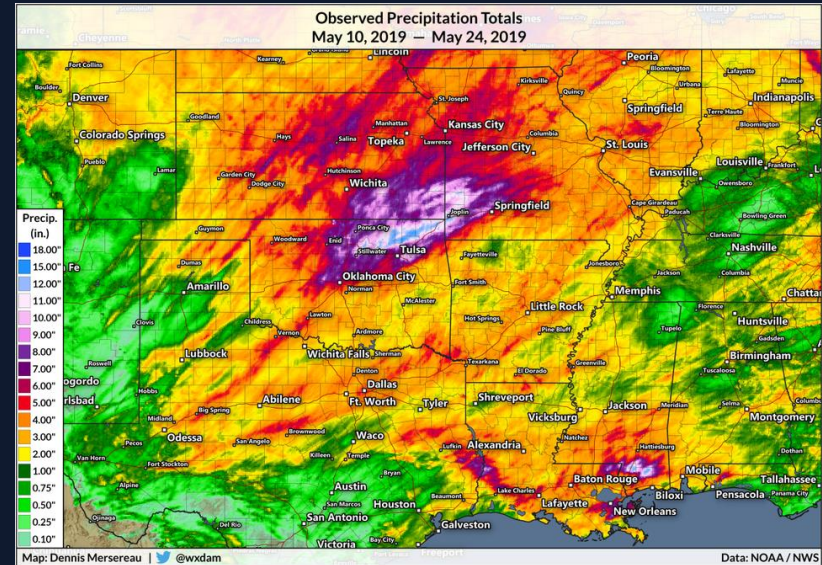 Observed Precipitation Totals
May 10, 2019 — May 24, 2019
Cheyenne
Kearney
Lincoln
Peoria
Fort Collins
Bloomington
Lafayette
Muncie
Boulder
Kirksville
Quincy
Urbana
Denver
St. Joseph
Springfield
Indianapolis
Goodland
Manhattan
Kansas City
Terre Haute
Colorado Springs
Hays
Salina
Topeka
Lawrence
Columbia
Bloomington
Jefferson City
St. Louis
Pueblo
Lamar
Hutchinson
Louisville
Frankfort
Garden City
Dodge City
Wichita
Evansville
Owensboro
Joplin
Springfield
Cape Girardeau
Paducah
Bowling Green
Guymon
Woodward
Enid
Ponca City
Stillwater
Tulsa
Fayetteville
Clarksville
Nashville
Dumas
Oklahoma City
Norman
Jonesboro
Jackson
Columbia
Amarillo
McAlester
Fort Smith
Memphis
Chatta
Clovis
Childress
Lawton
Hot Springs
Little Rock
Florence
Huntsville
Vernon
Ardmore
Pine Bluff
Tupelo
Gadsden
Lubbock
Wichita Falls
Sherman
Texarkana
Greenville
Birmingham
Roswell
Denton
El Dorado
Tuscaloosa
ogordo
Hobbs
Dallas
rlsbad
Abilene
Ft. Worth
Tyler
Shreveport
Vicksburg
Jackson
Meridian
Selma
Montgomery
Midland
Big Spring
Odessa
Brownwood
Waco
Natchez
Pecos
San Angelo
Lufkin
Alexandria
Hattiesburg
Dothan
Van Horn
Fort Stockton
Killeen
Temple
Bryan
Mobile
Tallahassee
Alpine
Austin
Beaumont
Lake Charles
Baton Rouge
Biloxi
Pensacola
Panama City
San Marcos
Houston
Lafayette
New Orleans
Ojinaga
Del Rio
San Antonio
Galveston
Victoria
Bay City
Freeport
Precip.
(in.)
18.00"
15.00"
Fe
12.00"
11.00"
10.00"
9.00"
8.00"
7.00"
6.00"
5.00"
4.00"
3.00"
2.00"
1.00"
0.75"
0.50"
0.25"
0.10"
Map: Dennis Mersereau | @wxdam
Data: NOAA / NWS